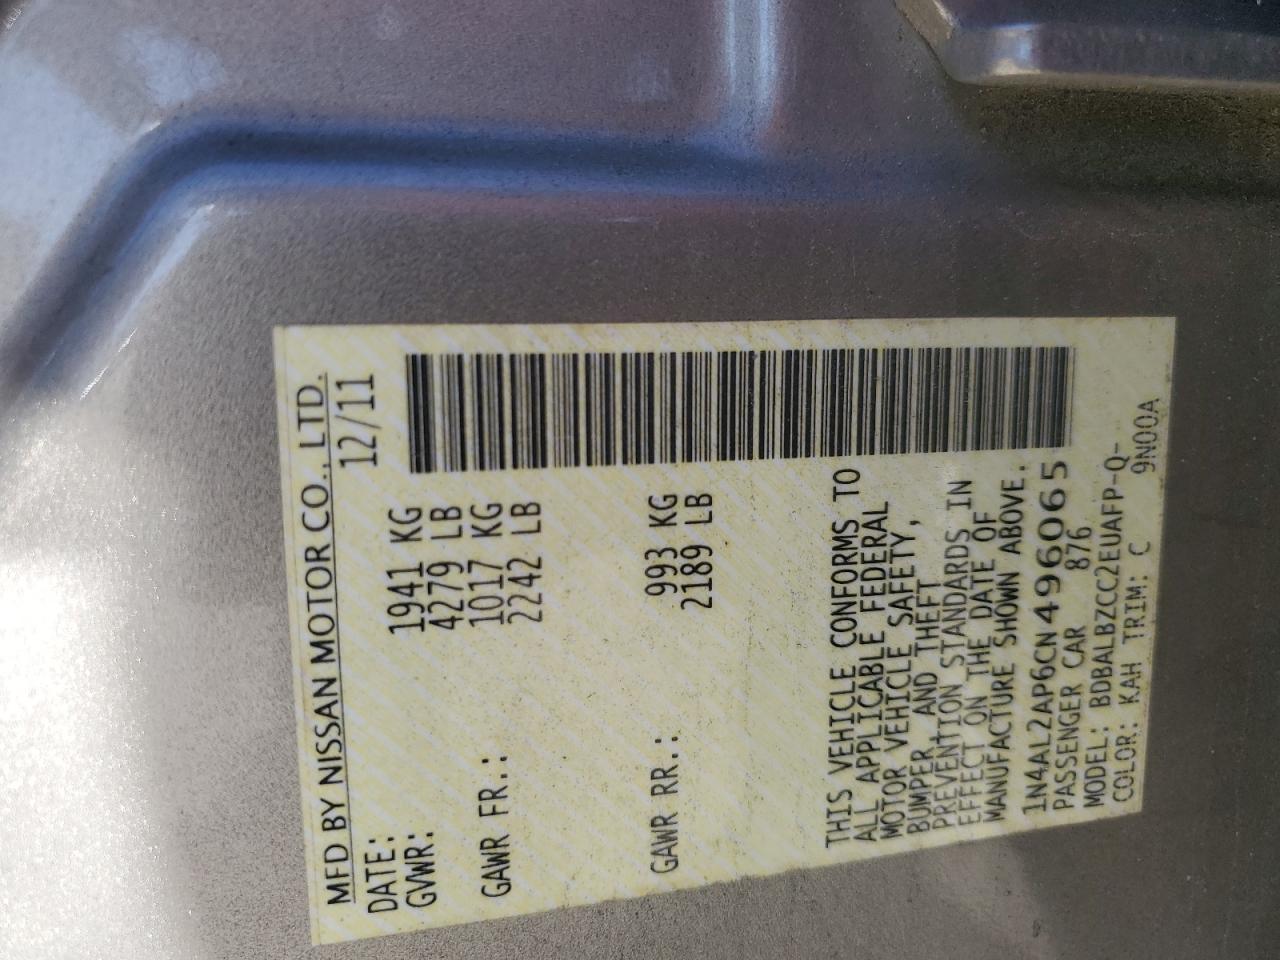 MFD BY NISSAN MOTOR CO., LTD.
DATE: 12/11
GVWR: 1941 KG
4279 LB
GAWR FR.: 1017 KG
2242 LB
GAWR RR.: 993 KG
2189 LB
THIS VEHICLE CONFORMS TO
ALL APPLICABLE FEDERAL
MOTOR VEHICLE SAFETY,
BUMPER, AND THEFT
PREVENTION STANDARDS IN
EFFECT ON THE DATE OF
MANUFACTURE SHOWN ABOVE.
1N4AL2AP6CN496065
PASSENGER CAR 876
MODEL: BDBALBZCC2EUAFP-Q-
COLOR: KAH TRIM: C 9N00A